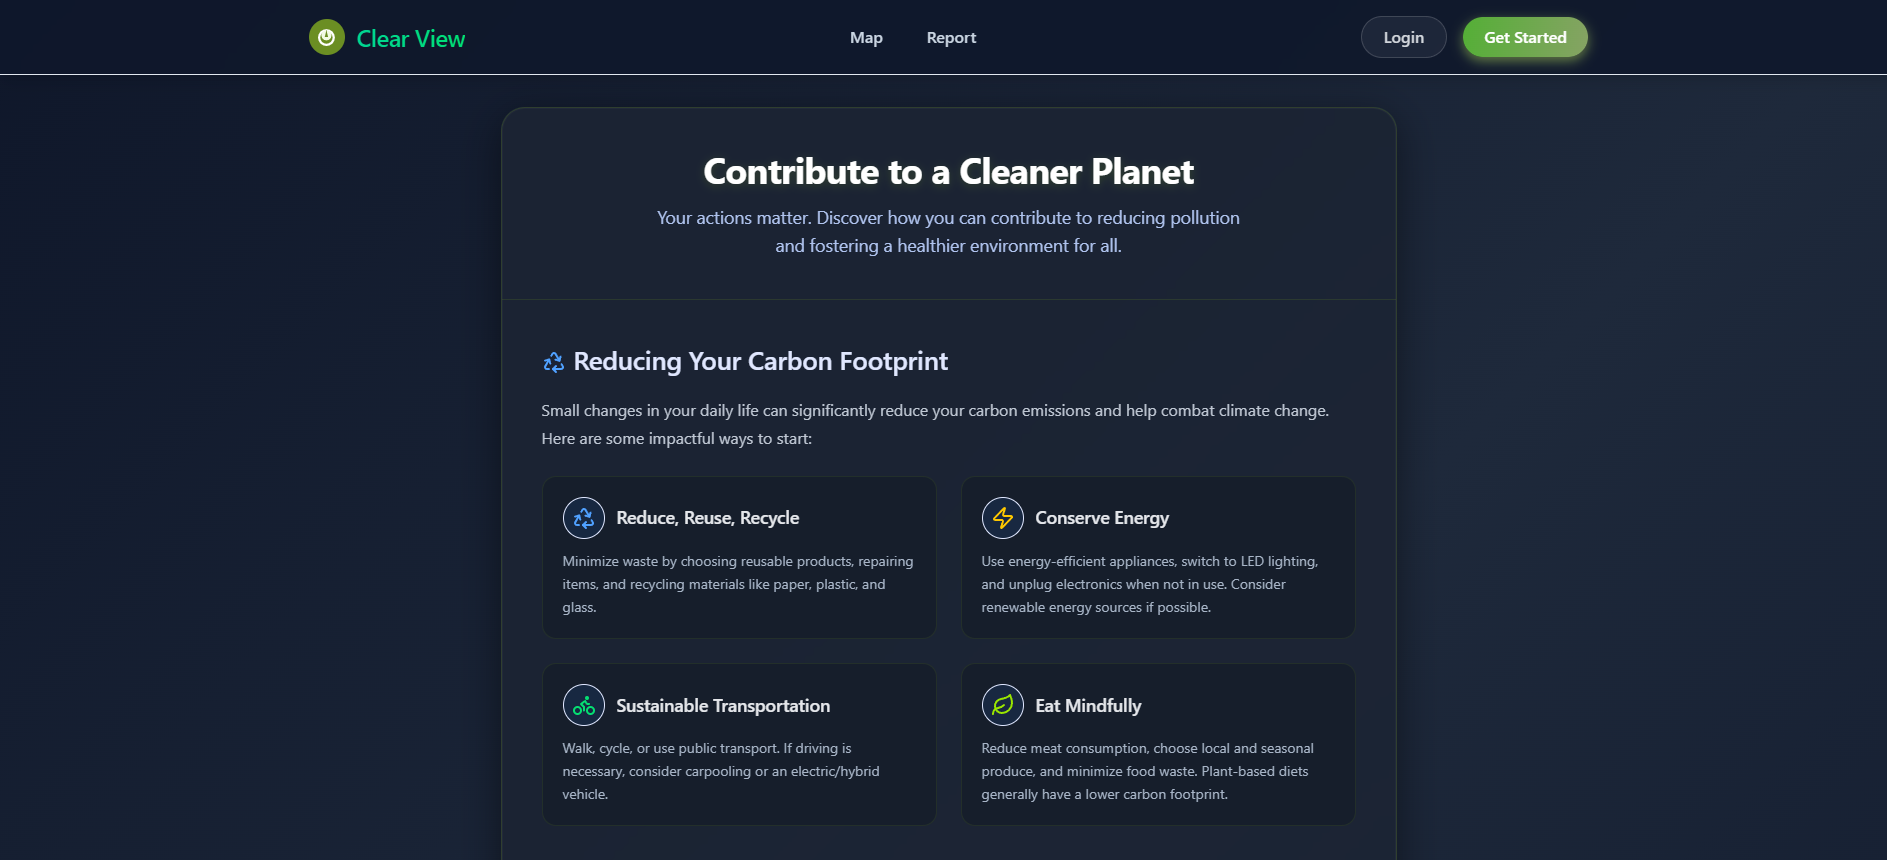 Clear View
Map
Report
Login
Get Started
Contribute to a Cleaner Planet
Your actions matter. Discover how you can contribute to reducing pollution
and fostering a healthier environment for all.
Reducing Your Carbon Footprint
Small changes in your daily life can significantly reduce your carbon emissions and help combat climate change.
Here are some impactful ways to start:
Reduce, Reuse, Recycle
Minimize waste by choosing reusable products, repairing
items, and recycling materials like paper, plastic, and
glass.
Conserve Energy
Use energy-efficient appliances, switch to LED lighting,
and unplug electronics when not in use. Consider
renewable energy sources if possible.
Sustainable Transportation
Walk, cycle, or use public transport. If driving is
necessary, consider carpooling or an electric/hybrid
vehicle.
Eat Mindfully
Reduce meat consumption, choose local and seasonal
produce, and minimize food waste. Plant-based diets
generally have a lower carbon footprint.